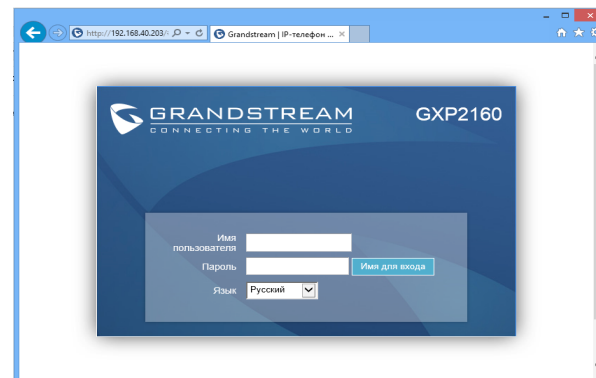 http://192.168.40.203/
Grandstream | IP-телефон ...
GRANDSTREAM
CONNECTING THE WORLD
GXP2160
Имя
пользователя
Пароль
Имя для входа
Язык
Русский